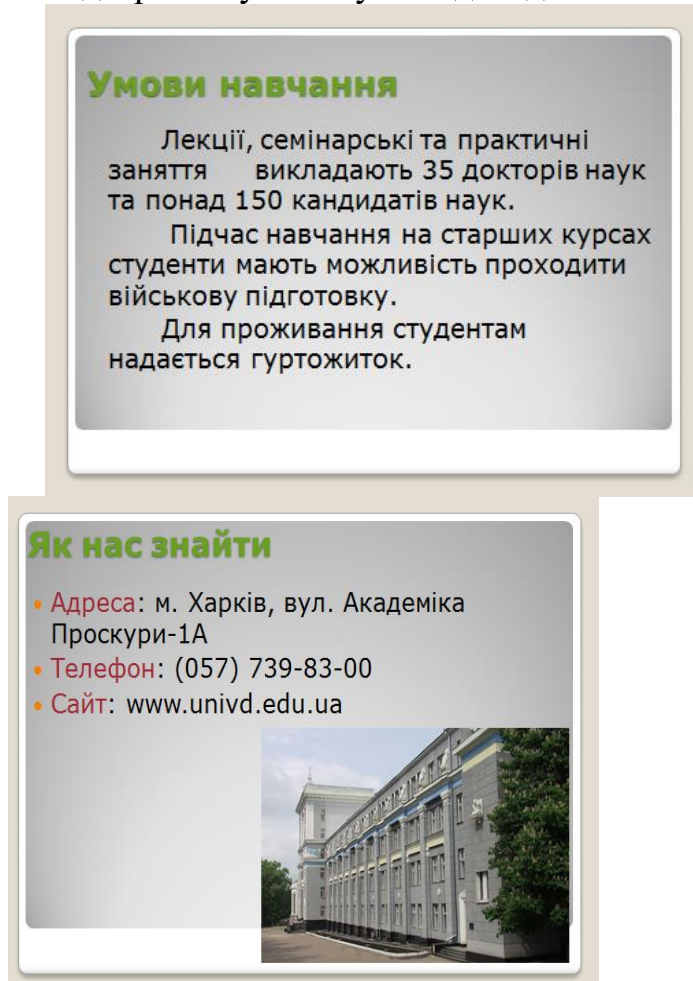 Умови навчання
Лекції, семінарські та практичні
заняття викладають 35 докторів наук
та понад 150 кандидатів наук.
Підчас навчання на старших курсах
студенти мають можливість проходити
військову підготовку.
Для проживання студентам
надається гуртожиток.
Як нас знайти
Адреса: м. Харків, вул. Академіка
Проскури-1А
Телефон: (057) 739-83-00
Сайт: www.univd.edu.ua